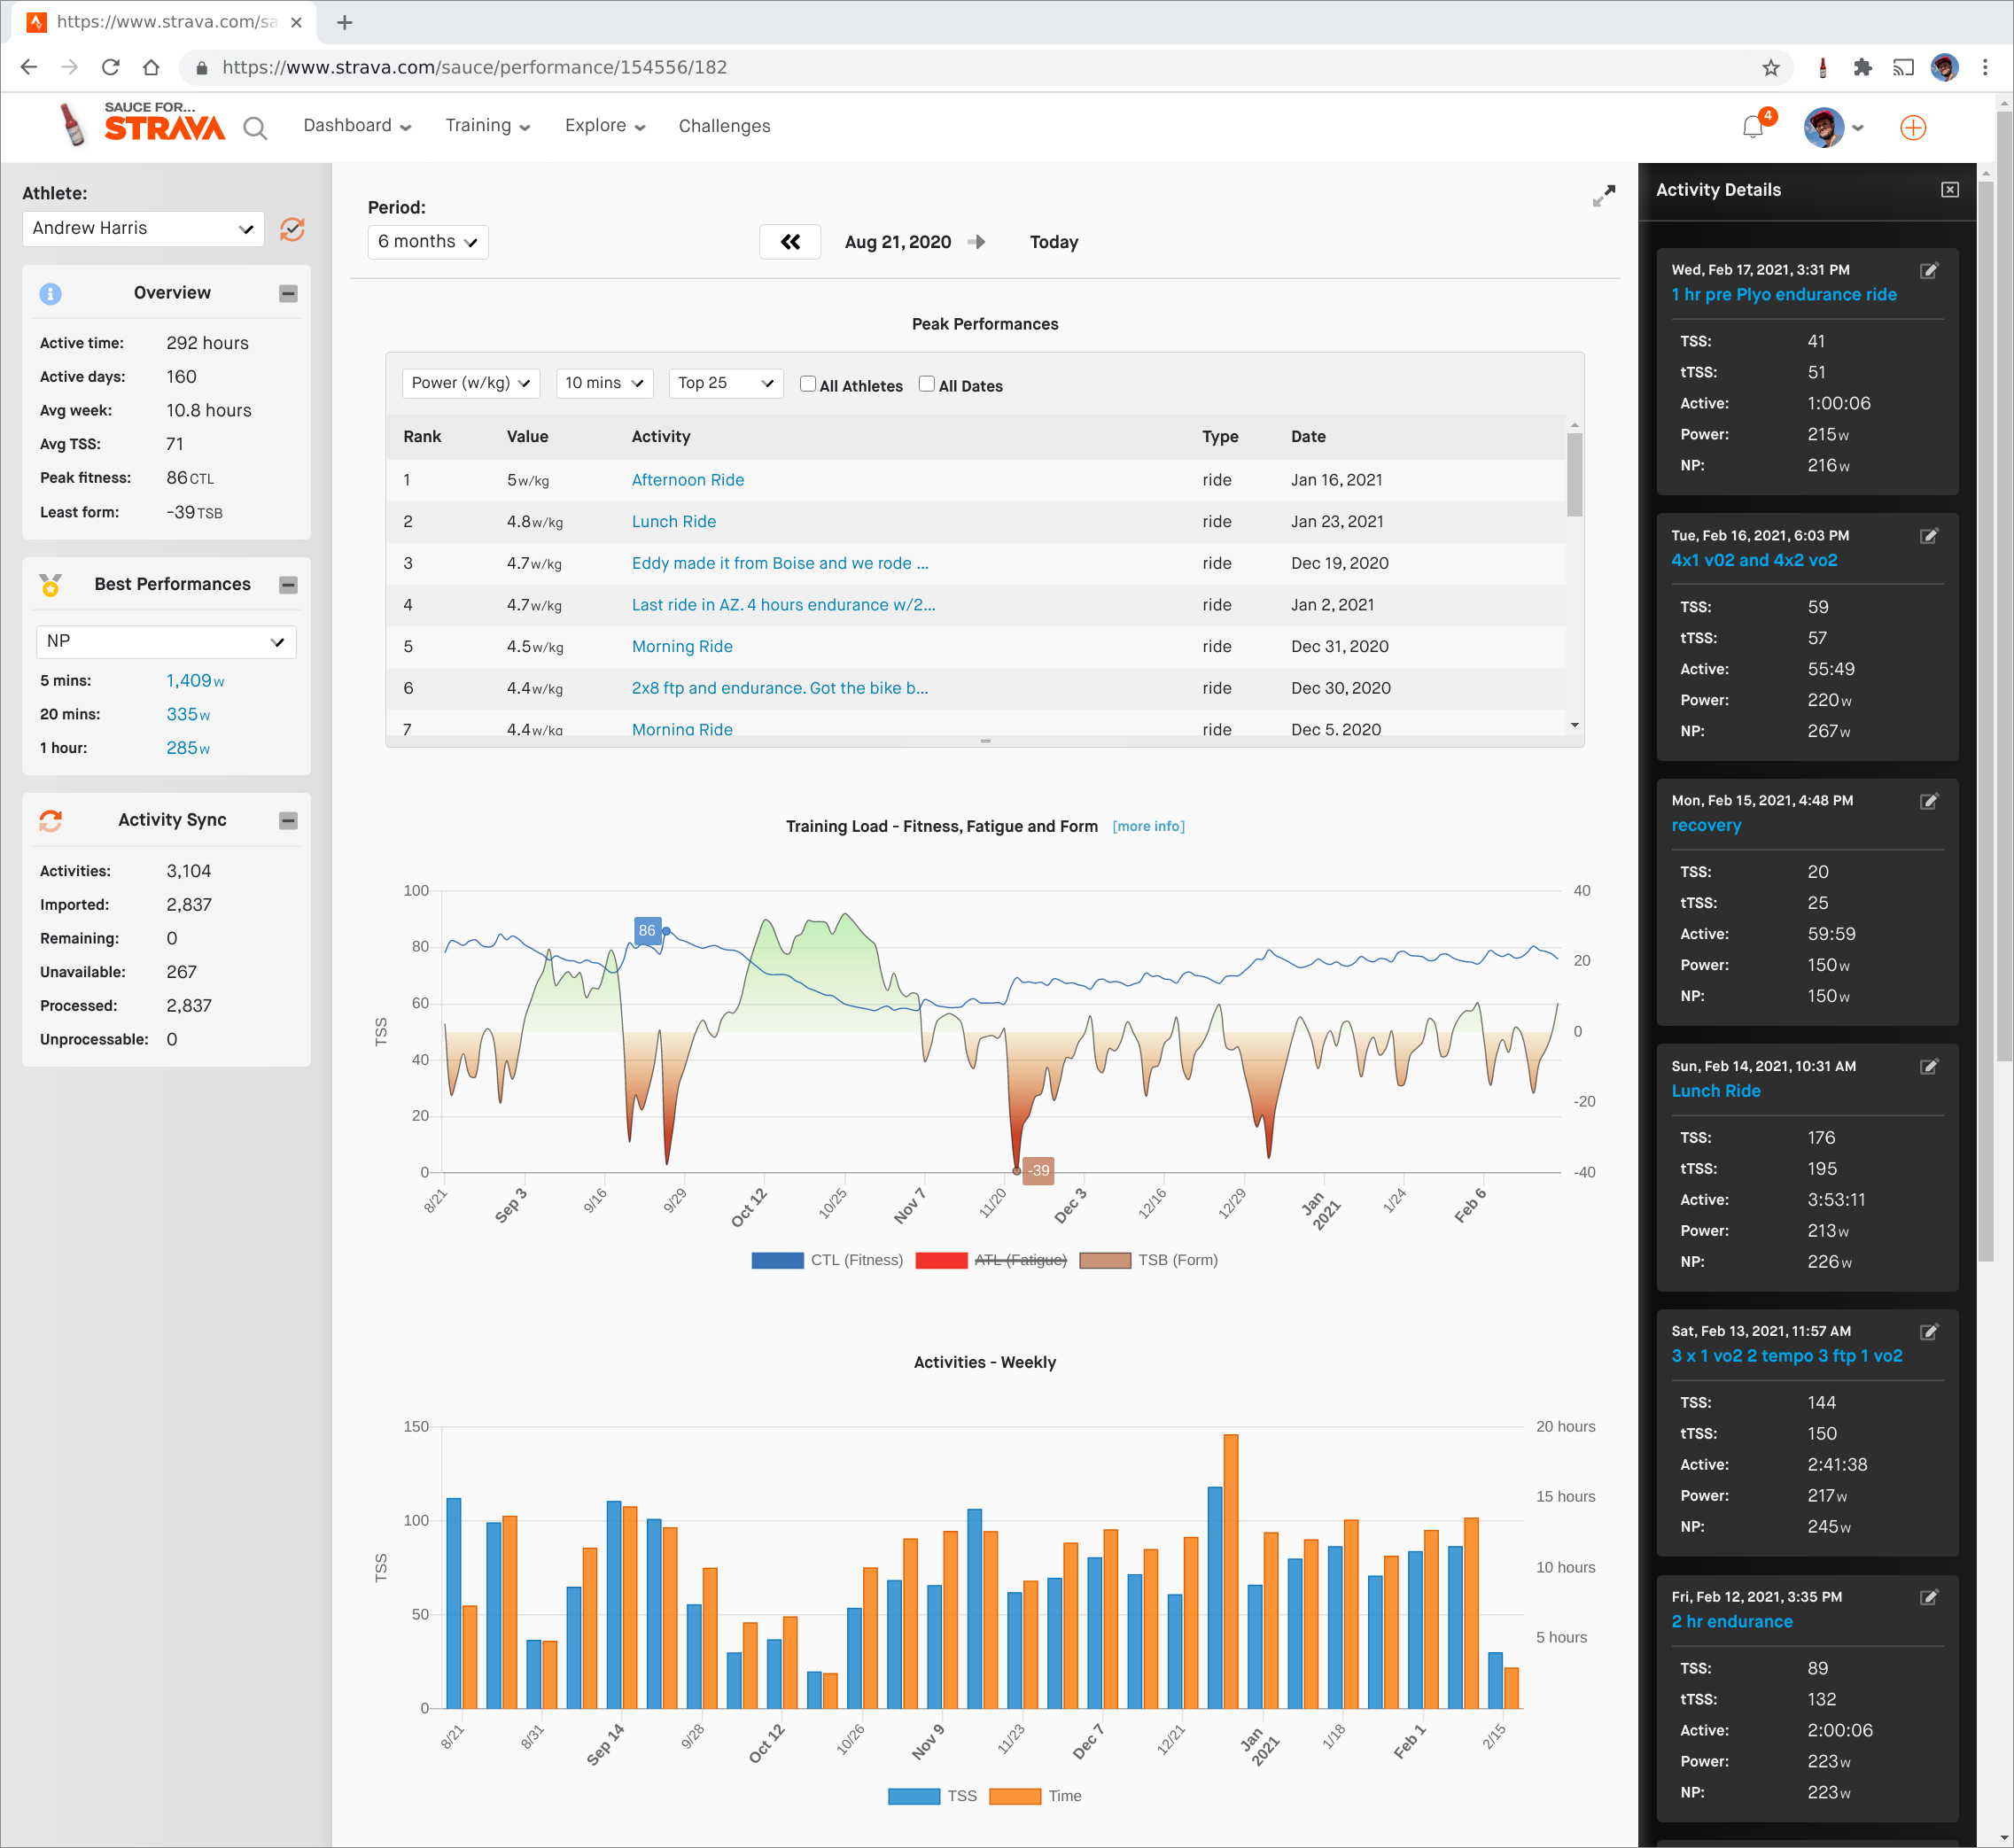 https://www.strava.com/sa
https://www.strava.com/sauce/performance/154556/182
SAUCE FOR...
STRAVA
Dashboard
Training
Explore
Challenges
4
Athlete:
Andrew Harris
Overview
Active time: 292 hours
Active days: 160
Avg week: 10.8 hours
Avg TSS: 71
Peak fitness: 86 CTL
Least form: -39 TSB
Best Performances
NP
5 mins: 1,409w
20 mins: 335w
1 hour: 285w
Activity Sync
Activities: 3,104
Imported: 2,837
Remaining: 0
Unavailable: 267
Processed: 2,837
Unprocessable: 0
Period:
6 months
Aug 21, 2020
Today
Peak Performances
Power (w/kg) 10 mins Top 25 All Athletes All Dates
Rank Value Activity Type Date
1 5w/kg Afternoon Ride ride Jan 16, 2021
2 4.8w/kg Lunch Ride ride Jan 23, 2021
3 4.7w/kg Eddy made it from Boise and we rode ... ride Dec 19, 2020
4 4.7w/kg Last ride in AZ. 4 hours endurance w/2... ride Jan 2, 2021
5 4.5w/kg Morning Ride ride Dec 31, 2020
6 4.4w/kg 2x8 ftp and endurance. Got the bike b... ride Dec 30, 2020
7 4.4w/kg Morning Ride ride Dec 5, 2020
Training Load - Fitness, Fatigue and Form [more info]
100
80
60
40
20
0
TSS
40
20
0
-20
-40
86
-39
8/21
Sep 3
9/16
9/29
Oct 12
10/25
Nov 7
11/20
Dec 3
12/16
12/29
Jan
2021
1/24
Feb 6
CTL (Fitness) ATL (Fatigue) TSB (Form)
Activities - Weekly
150
100
50
0
TSS
20 hours
15 hours
10 hours
5 hours
8/21
8/31
Sep 14
9/28
Oct 12
10/26
Nov 9
11/23
Dec 7
12/21
Jan
2021
1/18
Feb 1
2/15
TSS Time
Activity Details
Wed, Feb 17, 2021, 3:31 PM
1 hr pre Plyo endurance ride
TSS: 41
tTSS: 51
Active: 1:00:06
Power: 215w
NP: 216w
Tue, Feb 16, 2021, 6:03 PM
4x1 v02 and 4x2 vo2
TSS: 59
tTSS: 57
Active: 55:49
Power: 220w
NP: 267w
Mon, Feb 15, 2021, 4:48 PM
recovery
TSS: 20
tTSS: 25
Active: 59:59
Power: 150w
NP: 150w
Sun, Feb 14, 2021, 10:31 AM
Lunch Ride
TSS: 176
tTSS: 195
Active: 3:53:11
Power: 213w
NP: 226w
Sat, Feb 13, 2021, 11:57 AM
3 x 1 vo2 2 tempo 3 ftp 1 vo2
TSS: 144
tTSS: 150
Active: 2:41:38
Power: 217w
NP: 245w
Fri, Feb 12, 2021, 3:35 PM
2 hr endurance
TSS: 89
tTSS: 132
Active: 2:00:06
Power: 223w
NP: 223w